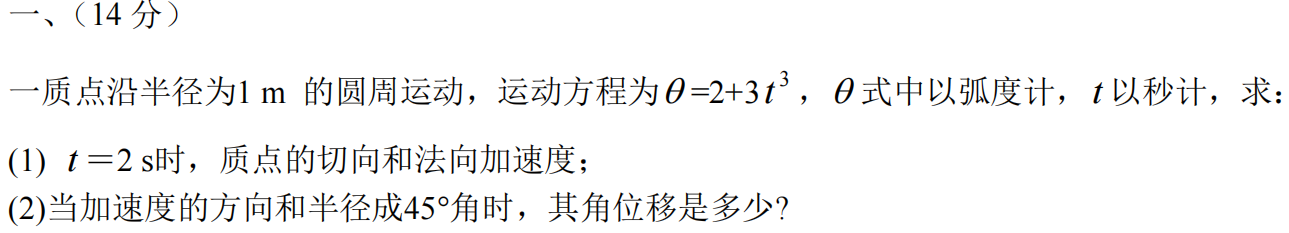 一、（14 分）
一质点沿半径为1 m 的圆周运动，运动方程为θ=2+3t³，θ式中以弧度计，t以秒计，求：
(1) t＝2 s时，质点的切向和法向加速度；
(2)当加速度的方向和半径成45°角时，其角位移是多少?